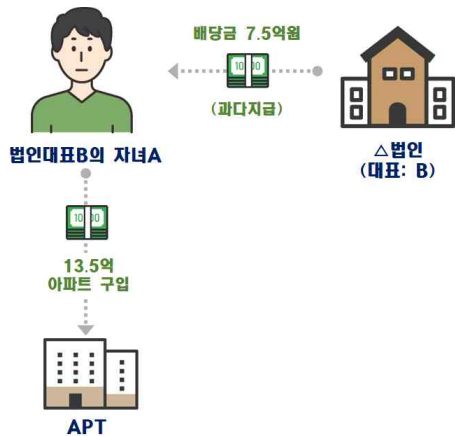 배당금 7.5억원
(과다지급)
법인대표B의 자녀A
△법인
(대표: B)
13.5억
아파트 구입
APT